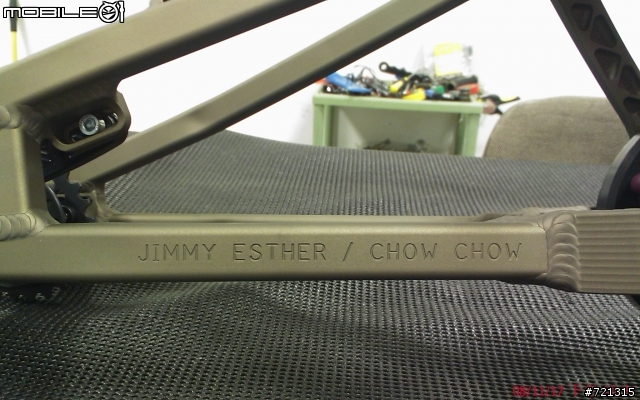 MOBILE01
JIMMY ESTHER / CHOW CHOW
#721315